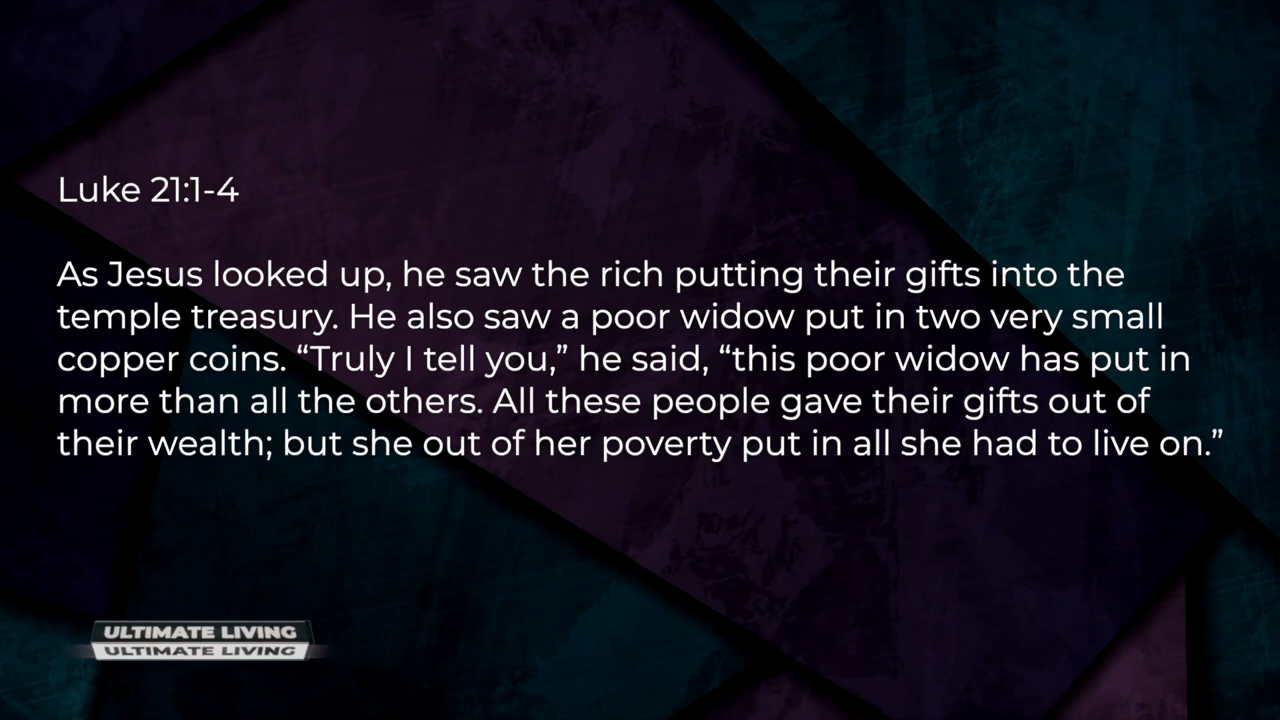 Luke 21:1-4
As Jesus looked up, he saw the rich putting their gifts into the
temple treasury. He also saw a poor widow put in two very small
copper coins. “Truly I tell you,” he said, “this poor widow has put in
more than all the others. All these people gave their gifts out of
their wealth; but she out of her poverty put in all she had to live on.”
ULTIMATE LIVING
ULTIMATE LIVING